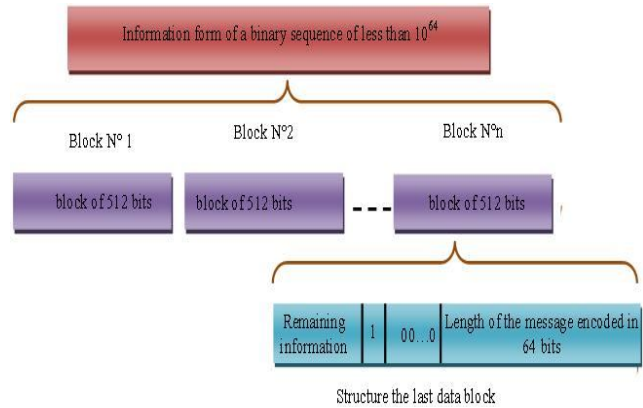 Information form of a binary sequence of less than 10^64
Block N° 1
Block N°2
Block N°n
block of 512 bits
block of 512 bits
block of 512 bits
Remaining information
1
00...0
Length of the message encoded in 64 bits
Structure the last data block